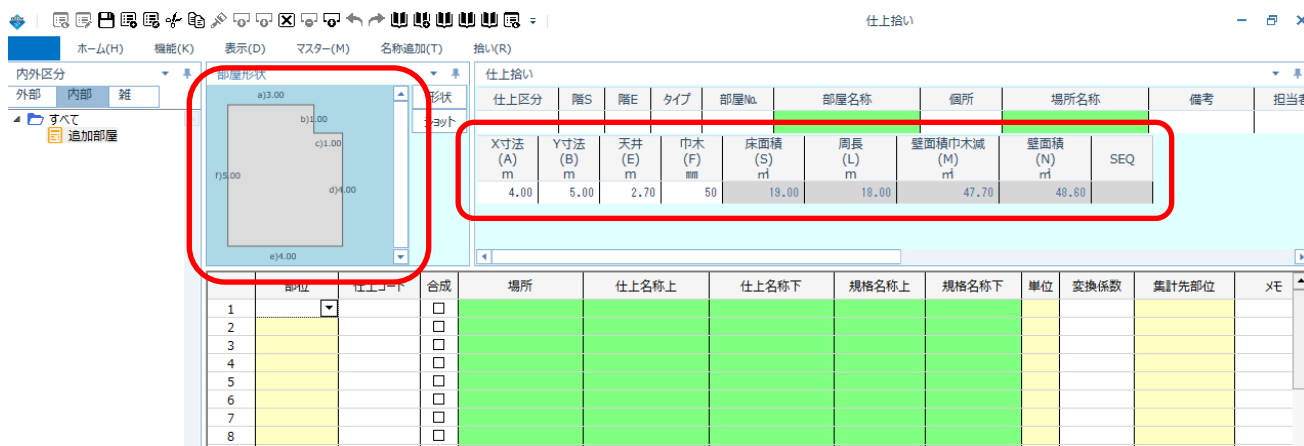 仕上拾い
ホーム(H) 機能(K) 表示(D) マスター(M) 名称追加(T) 拾い(R)
内外区分
外部 内部 雑
すべて
追加部屋
部屋形状
形状
ショット
a)3.00
b)1.00
c)1.00
f)5.00
d)4.00
e)4.00
仕上拾い
仕上区分 階S 階E タイプ 部屋No. 部屋名称 個所 場所名称 備考 担当者
X寸法 Y寸法 天井 巾木 床面積 周長 壁面積巾木減 壁面積
(A) (B) (E) (F) (S) (L) (M) (N) SEQ
m m m mm ㎡ m ㎡ ㎡
4.00 5.00 2.70 50 19.00 18.00 47.70 48.60
部位 仕上コード 合成 場所 仕上名称上 仕上名称下 規格名称上 規格名称下 単位 変換係数 集計先部位 メモ
1
2
3
4
5
6
7
8